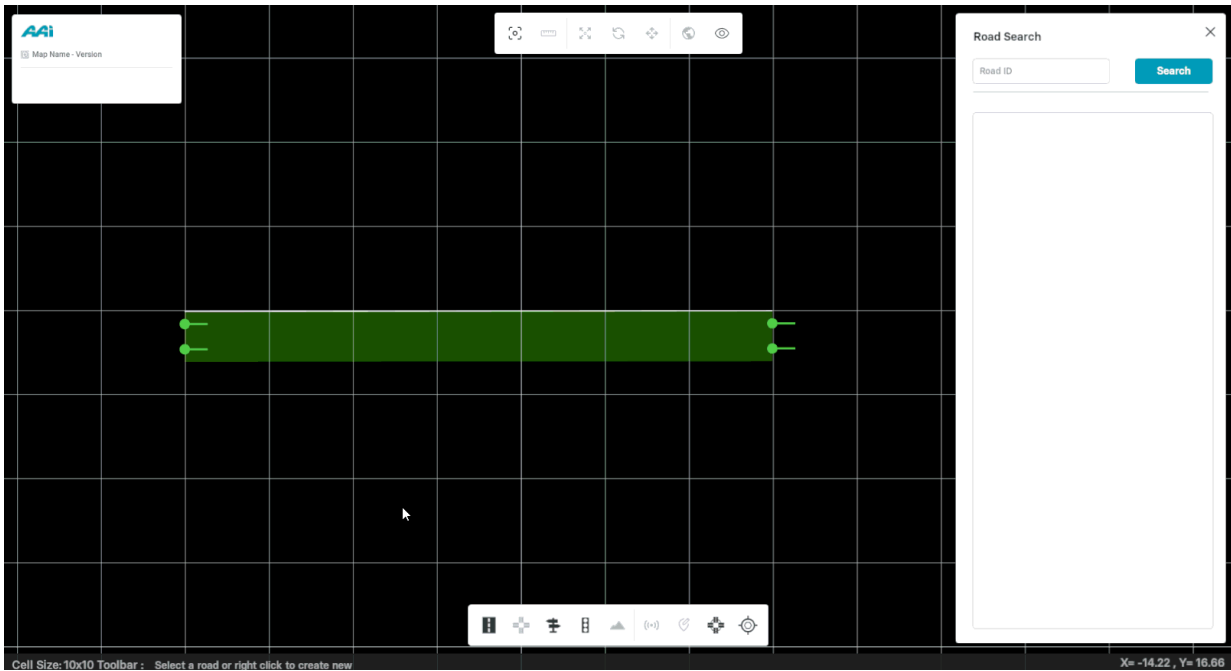 AAi
Map Name - Version
Road Search
Road ID
Search
Cell Size: 10x10 Toolbar : Select a road or right click to create new
X= -14.22 , Y= 16.66